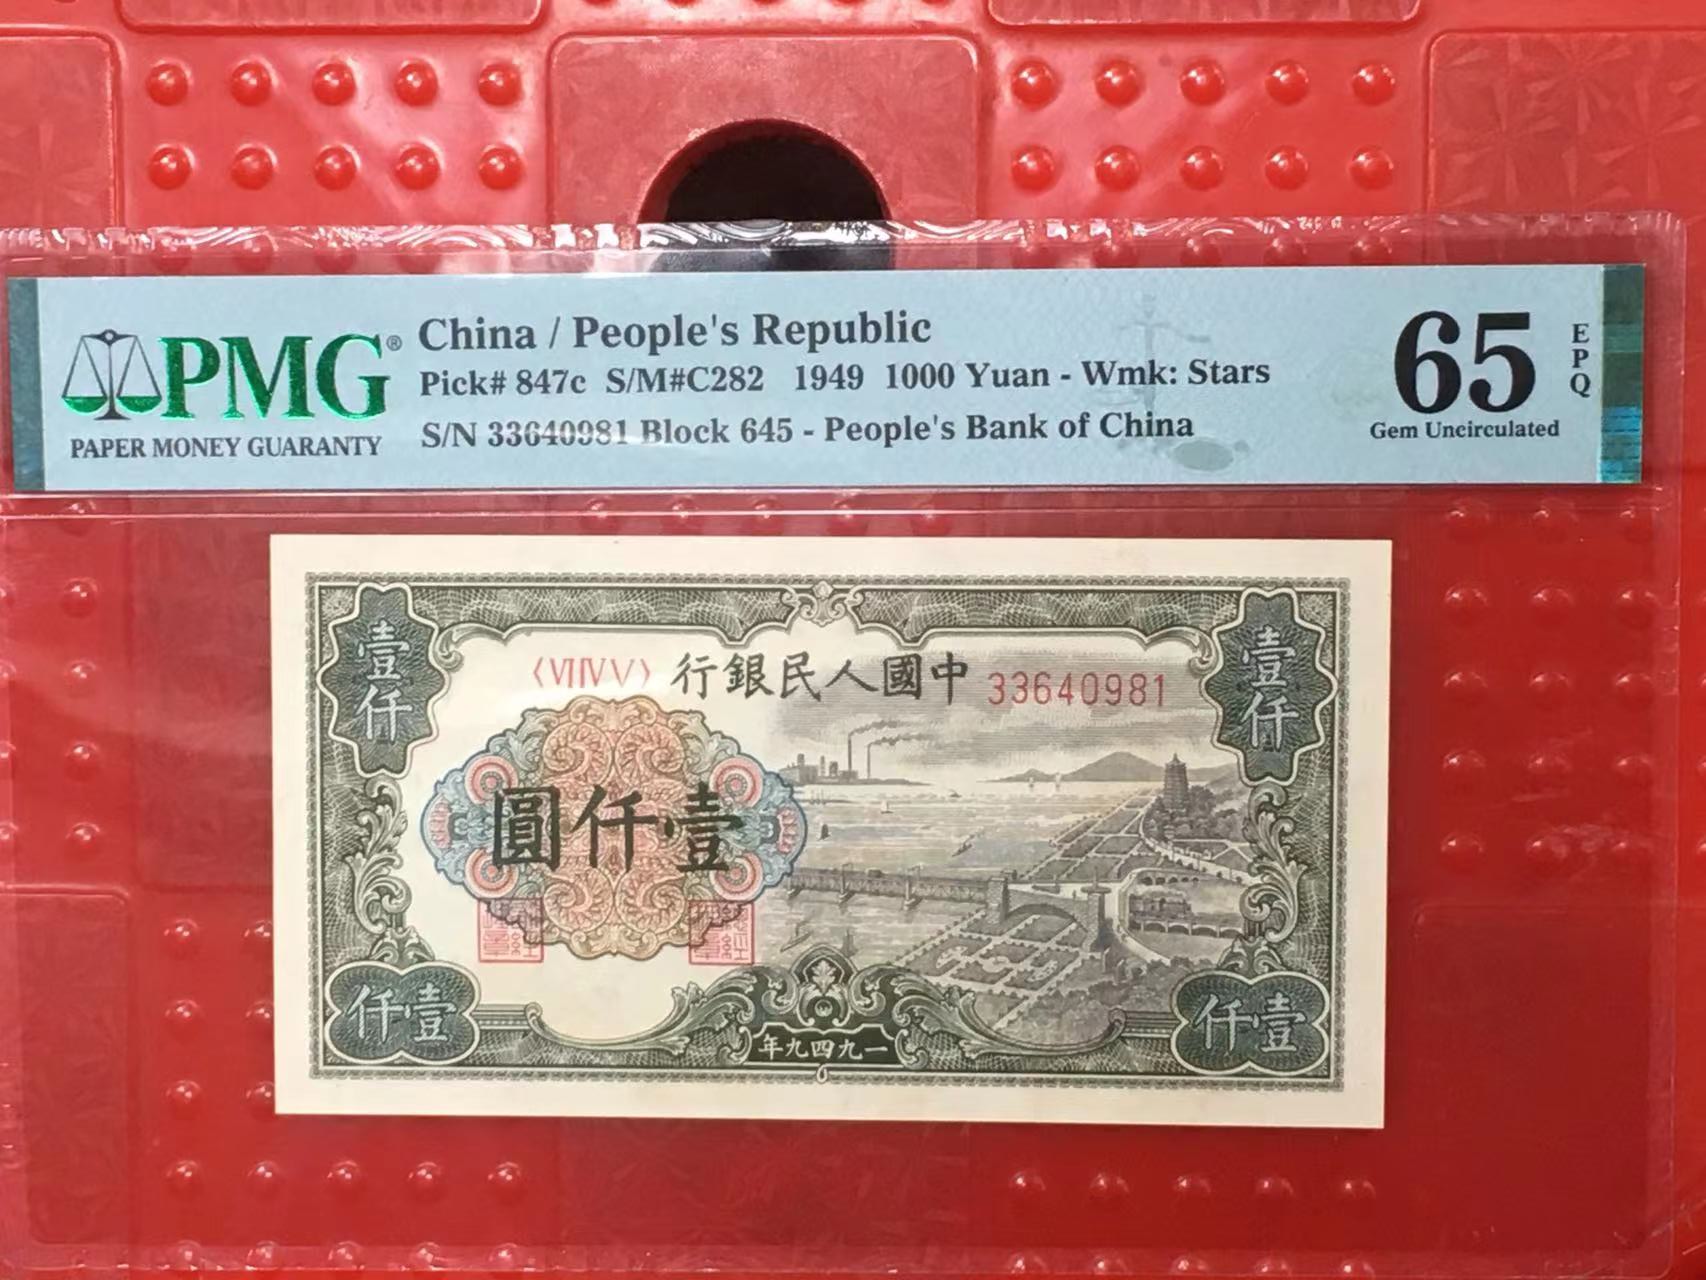 PMG®
PAPER MONEY GUARANTY
China / People's Republic
Pick# 847c S/M#C282 1949 1000 Yuan - Wmk: Stars
S/N 33640981 Block 645 - People's Bank of China
65
EPQ
Gem Uncirculated
壹仟
壹仟
〈VIIVV〉
行銀民人國中
33640981
圓仟壹
仟壹
仟壹
年九四九一